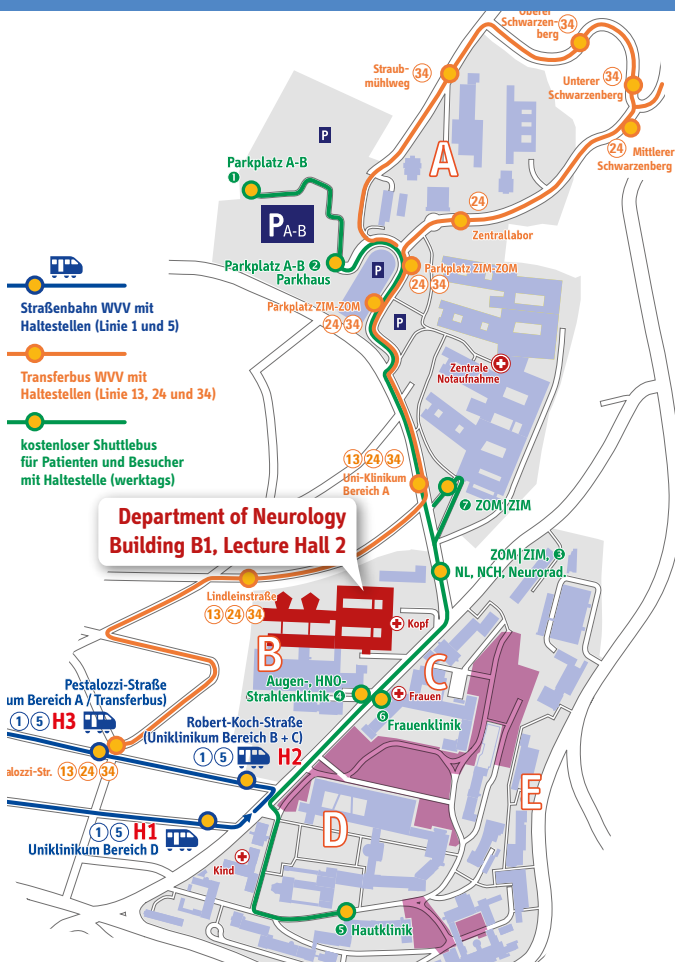 Oberer
Schwarzen-
berg 34
Straub-
mühlweg 34
Unterer 34
Schwarzenberg
24 Mittlerer
Schwarzenberg
P
A
Parkplatz A-B
1
P A-B
24
Zentrallabor
Parkplatz A-B 2
Parkhaus
P
Parkplatz ZIM-ZOM
24 34
Parkplatz ZIM-ZOM
24 34
P
Straßenbahn WVV mit
Haltestellen (Linie 1 und 5)
Transferbus WVV mit
Haltestellen (Linie 13, 24 und 34)
kostenloser Shuttlebus
für Patienten und Besucher
mit Haltestelle (werktags)
Zentrale
Notaufnahme
13 24 34
Uni-Klinikum
Bereich A
7 ZOM|ZIM
Department of Neurology
Building B1, Lecture Hall 2
ZOM|ZIM, 3
NL, NCH, Neurorad.
Lindleinstraße
13 24 34
Kopf
B
C
Augen-, HNO-
Strahlenklinik 4
Frauen
6
Frauenklinik
Pestalozzi-Straße
um Bereich A / Transferbus)
1 5 H3
Robert-Koch-Straße
(Uniklinikum Bereich B + C)
1 5 H2
alozzi-Str. 13 24 34
E
D
1 5 H1
Uniklinikum Bereich D
Kind
5 Hautklinik